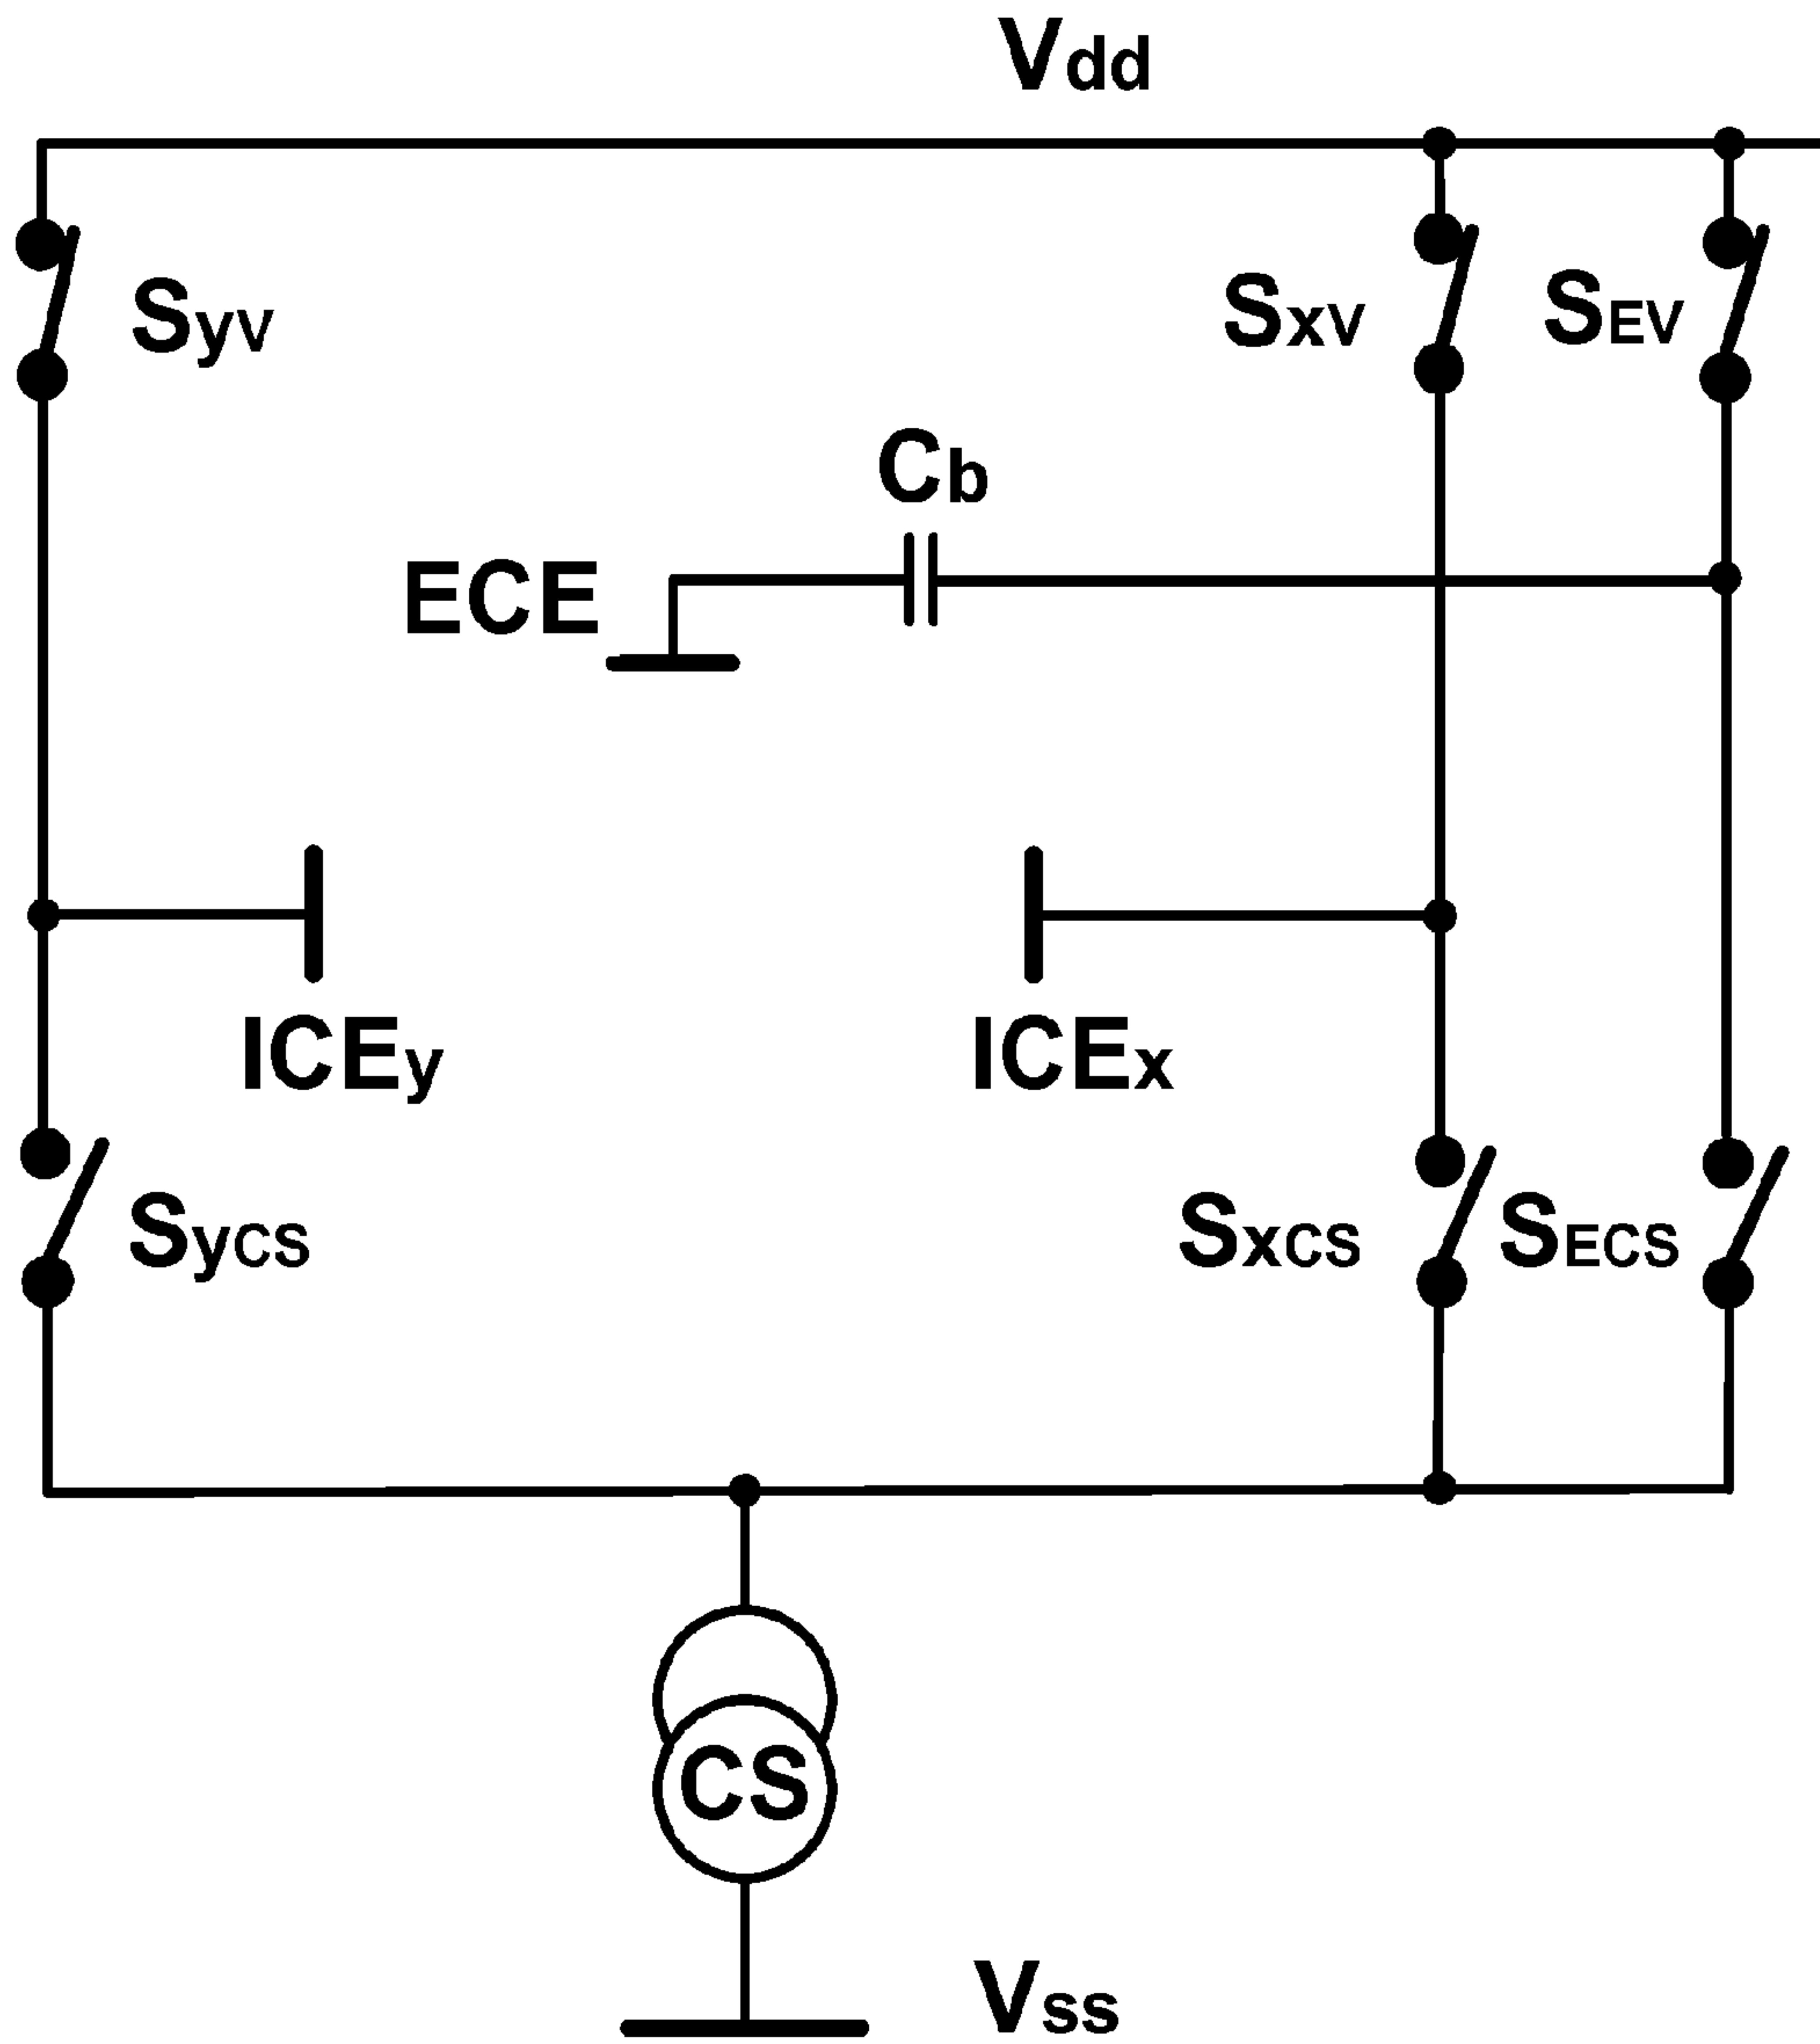 Vdd
SyV
SxV
SEV
Cb
ECE
ICEy
ICEx
SyCS
SxCS
SECS
CS
Vss